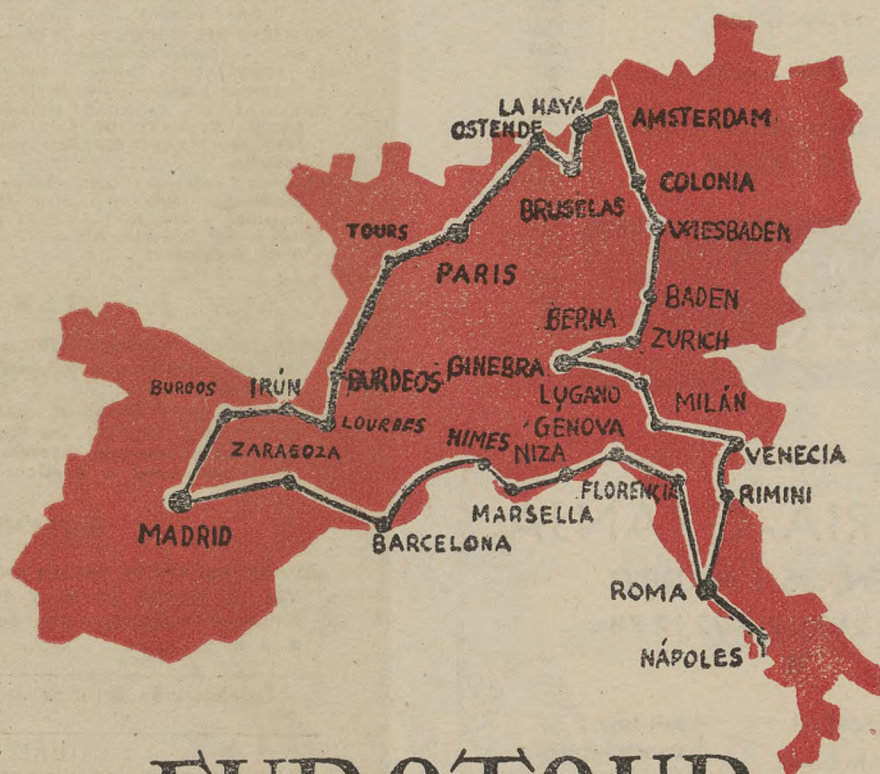 LA HAYA
OSTENDE
AMSTERDAM
COLONIA
BRUSELAS
WIESBADEN
TOURS
PARIS
BADEN
BERNA
ZURICH
GINEBRA
BURGOS
IRÚN
BURDEOS
LUGANO
MILÁN
LOURDES
GÉNOVA
ZARAGOZA
NIMES
NIZA
VENECIA
FLORENCIA
RIMINI
MARSELLA
MADRID
BARCELONA
ROMA
NÁPOLES